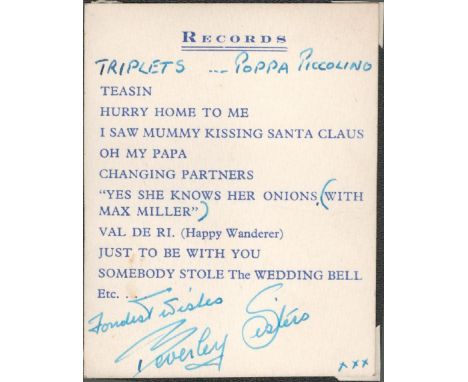 RECORDS
TRIPLETS ... POPPA PICCOLINO
TEASIN
HURRY HOME TO ME
I SAW MUMMY KISSING SANTA CLAUS
OH MY PAPA
CHANGING PARTNERS
"YES SHE KNOWS HER ONIONS (WITH
MAX MILLER")
VAL DE RI. (Happy Wanderer)
JUST TO BE WITH YOU
SOMEBODY STOLE The WEDDING BELL
Etc. . .
Fondest Wishes
Beverley Sisters
xxx